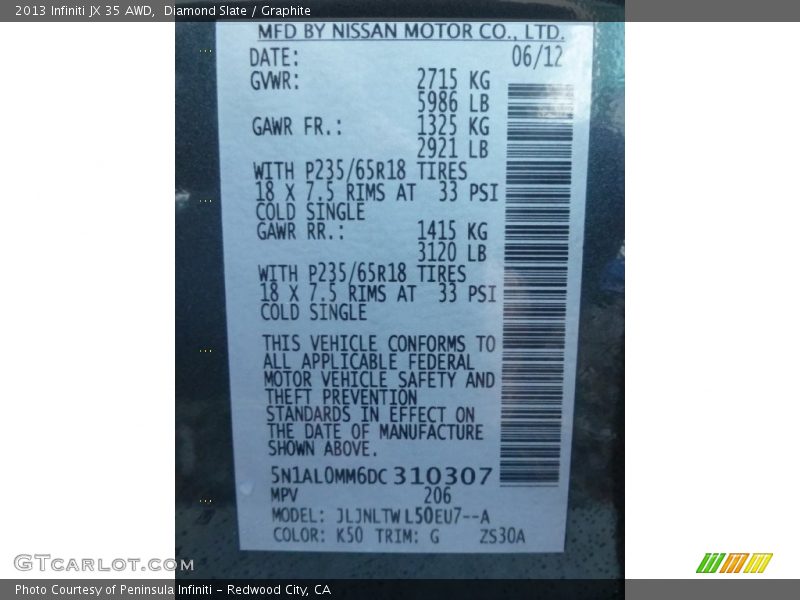 2013 Infiniti JX 35 AWD,  Diamond Slate / Graphite
MFD BY NISSAN MOTOR CO., LTD.
DATE: 06/12
GVWR: 2715 KG
5986 LB
GAWR FR.: 1325 KG
2921 LB
WITH P235/65R18 TIRES
18 X 7.5 RIMS AT 33 PSI
COLD SINGLE
GAWR RR.: 1415 KG
3120 LB
WITH P235/65R18 TIRES
18 X 7.5 RIMS AT 33 PSI
COLD SINGLE
THIS VEHICLE CONFORMS TO
ALL APPLICABLE FEDERAL
MOTOR VEHICLE SAFETY AND
THEFT PREVENTION
STANDARDS IN EFFECT ON
THE DATE OF MANUFACTURE
SHOWN ABOVE.
5N1AL0MM6DC310307
MPV 206
MODEL: JLJNLTWL50EU7--A
COLOR: K50 TRIM: G ZS30A
GTCarLot.com
Photo Courtesy of Peninsula Infiniti – Redwood City, CA